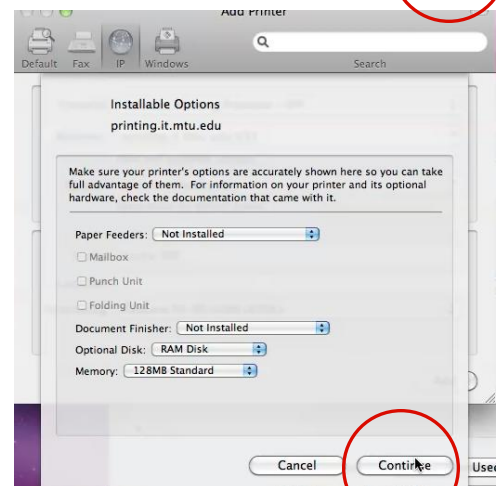 Add Printer
Default Fax IP Windows Search
Installable Options
printing.it.mtu.edu
Make sure your printer's options are accurately shown here so you can take
full advantage of them. For information on your printer and its optional
hardware, check the documentation that came with it.
Paper Feeders: Not Installed
Mailbox
Punch Unit
Folding Unit
Document Finisher: Not Installed
Optional Disk: RAM Disk
Memory: 128MB Standard
Cancel Continue